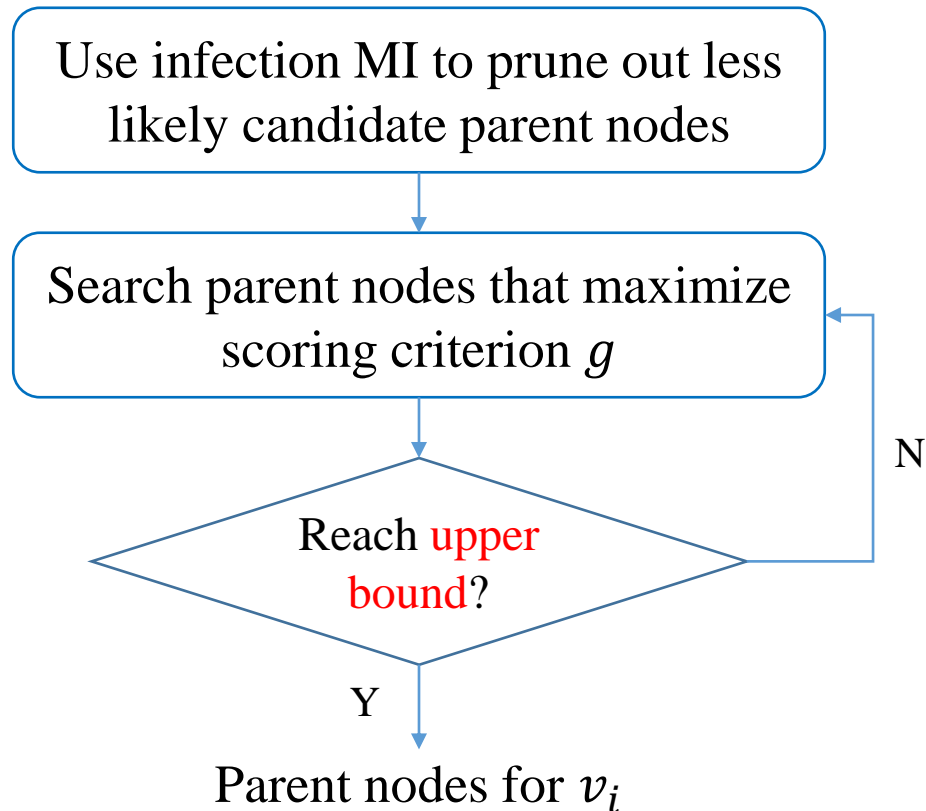 Use infection MI to prune out less
likely candidate parent nodes
Search parent nodes that maximize
scoring criterion g
N
Reach upper
bound?
Y
Parent nodes for v_i